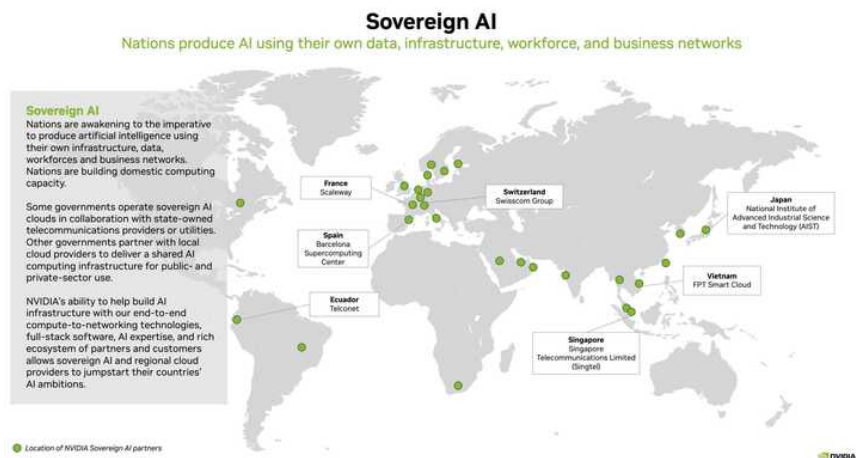 Sovereign AI
Nations produce AI using their own data, infrastructure, workforce, and business networks
Sovereign AI
Nations are awakening to the imperative
to produce artificial intelligence using
their own infrastructure, data,
workforces and business networks.
Nations are building domestic computing
capacity.
Some governments operate sovereign AI
clouds in collaboration with state-owned
telecommunications providers or utilities.
Other governments partner with local
cloud providers to deliver a shared AI
computing infrastructure for public- and
private-sector use.
NVIDIA's ability to help build AI
infrastructure with our end-to-end
compute-to-networking technologies,
full-stack software, AI expertise, and rich
ecosystem of partners and customers
allows sovereign AI and regional cloud
providers to jumpstart their countries'
AI ambitions.
France
Scaleway
Switzerland
Swisscom Group
Spain
Barcelona
Supercomputing
Center
Japan
National Institute of
Advanced Industrial Science
and Technology (AIST)
Vietnam
FPT Smart Cloud
Ecuador
Telconet
Singapore
Singapore
Telecommunications Limited
(Singtel)
Location of NVIDIA Sovereign AI partners
NVIDIA